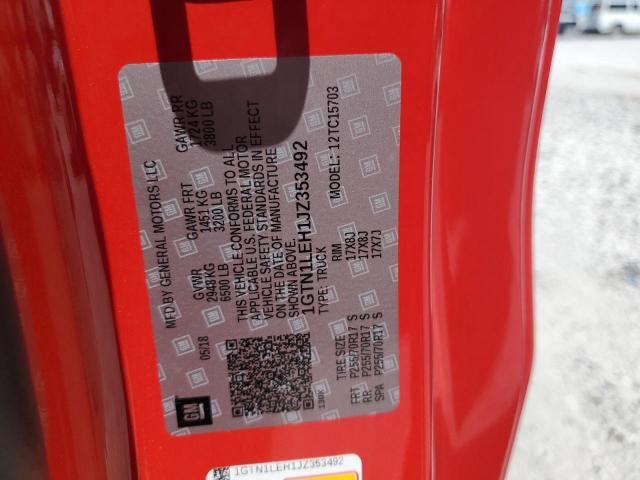 MFD BY GENERAL MOTORS LLC
05/18
GVWR
2948 KG
6500 LB
GAWR FRT
1451 KG
3200 LB
GAWR RR
1724 KG
3800 LB
THIS VEHICLE CONFORMS TO ALL
APPLICABLE U.S. FEDERAL MOTOR
VEHICLE SAFETY STANDARDS IN EFFECT
ON THE DATE OF MANUFACTURE
SHOWN ABOVE.
1GTN1LEH1JZ353492
TYPE: TRUCK
MODEL: 12TC15703
TIRE SIZE RIM
FRT P255/70R17 S 17X8J
RR P255/70R17 S 17X8J
SPA P255/70R17 S 17X7J
GM
1GTN1LEH1JZ353492